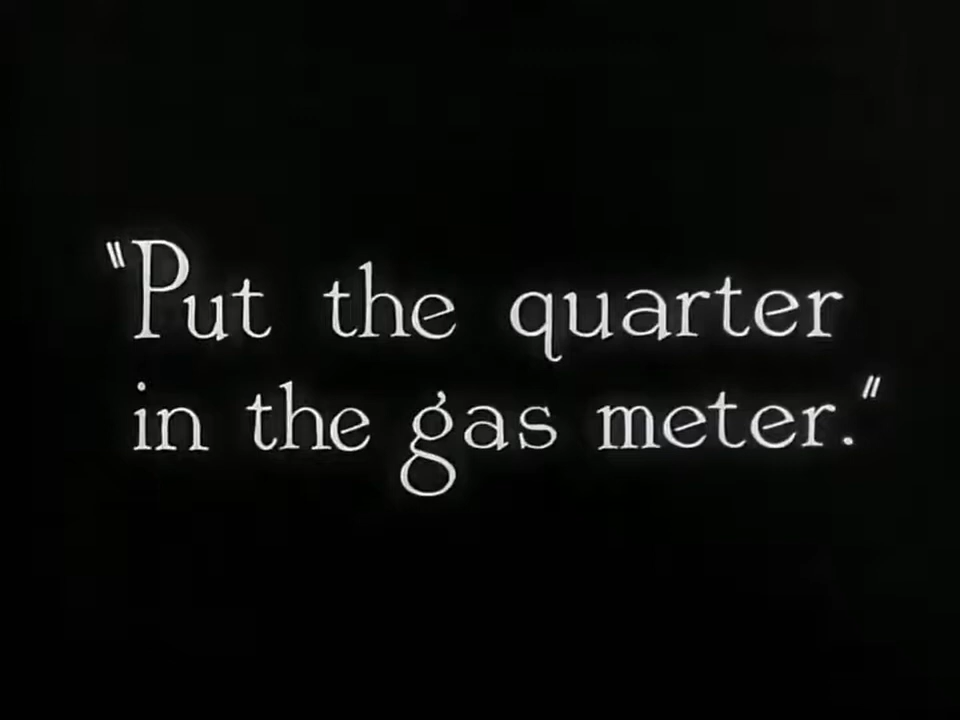 "Put the quarter
in the gas meter."